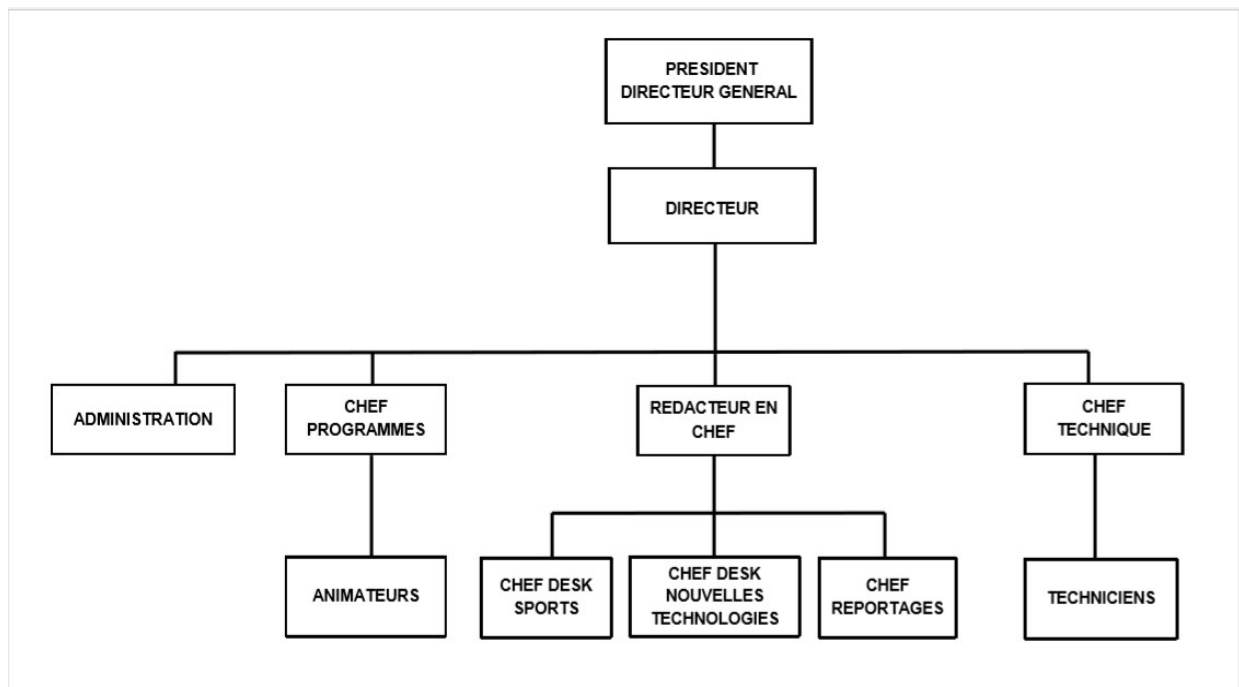 PRESIDENT
DIRECTEUR GENERAL
DIRECTEUR
ADMINISTRATION
CHEF
PROGRAMMES
REDACTEUR EN
CHEF
CHEF
TECHNIQUE
ANIMATEURS
CHEF DESK
SPORTS
CHEF DESK
NOUVELLES
TECHNOLOGIES
CHEF
REPORTAGES
TECHNICIENS